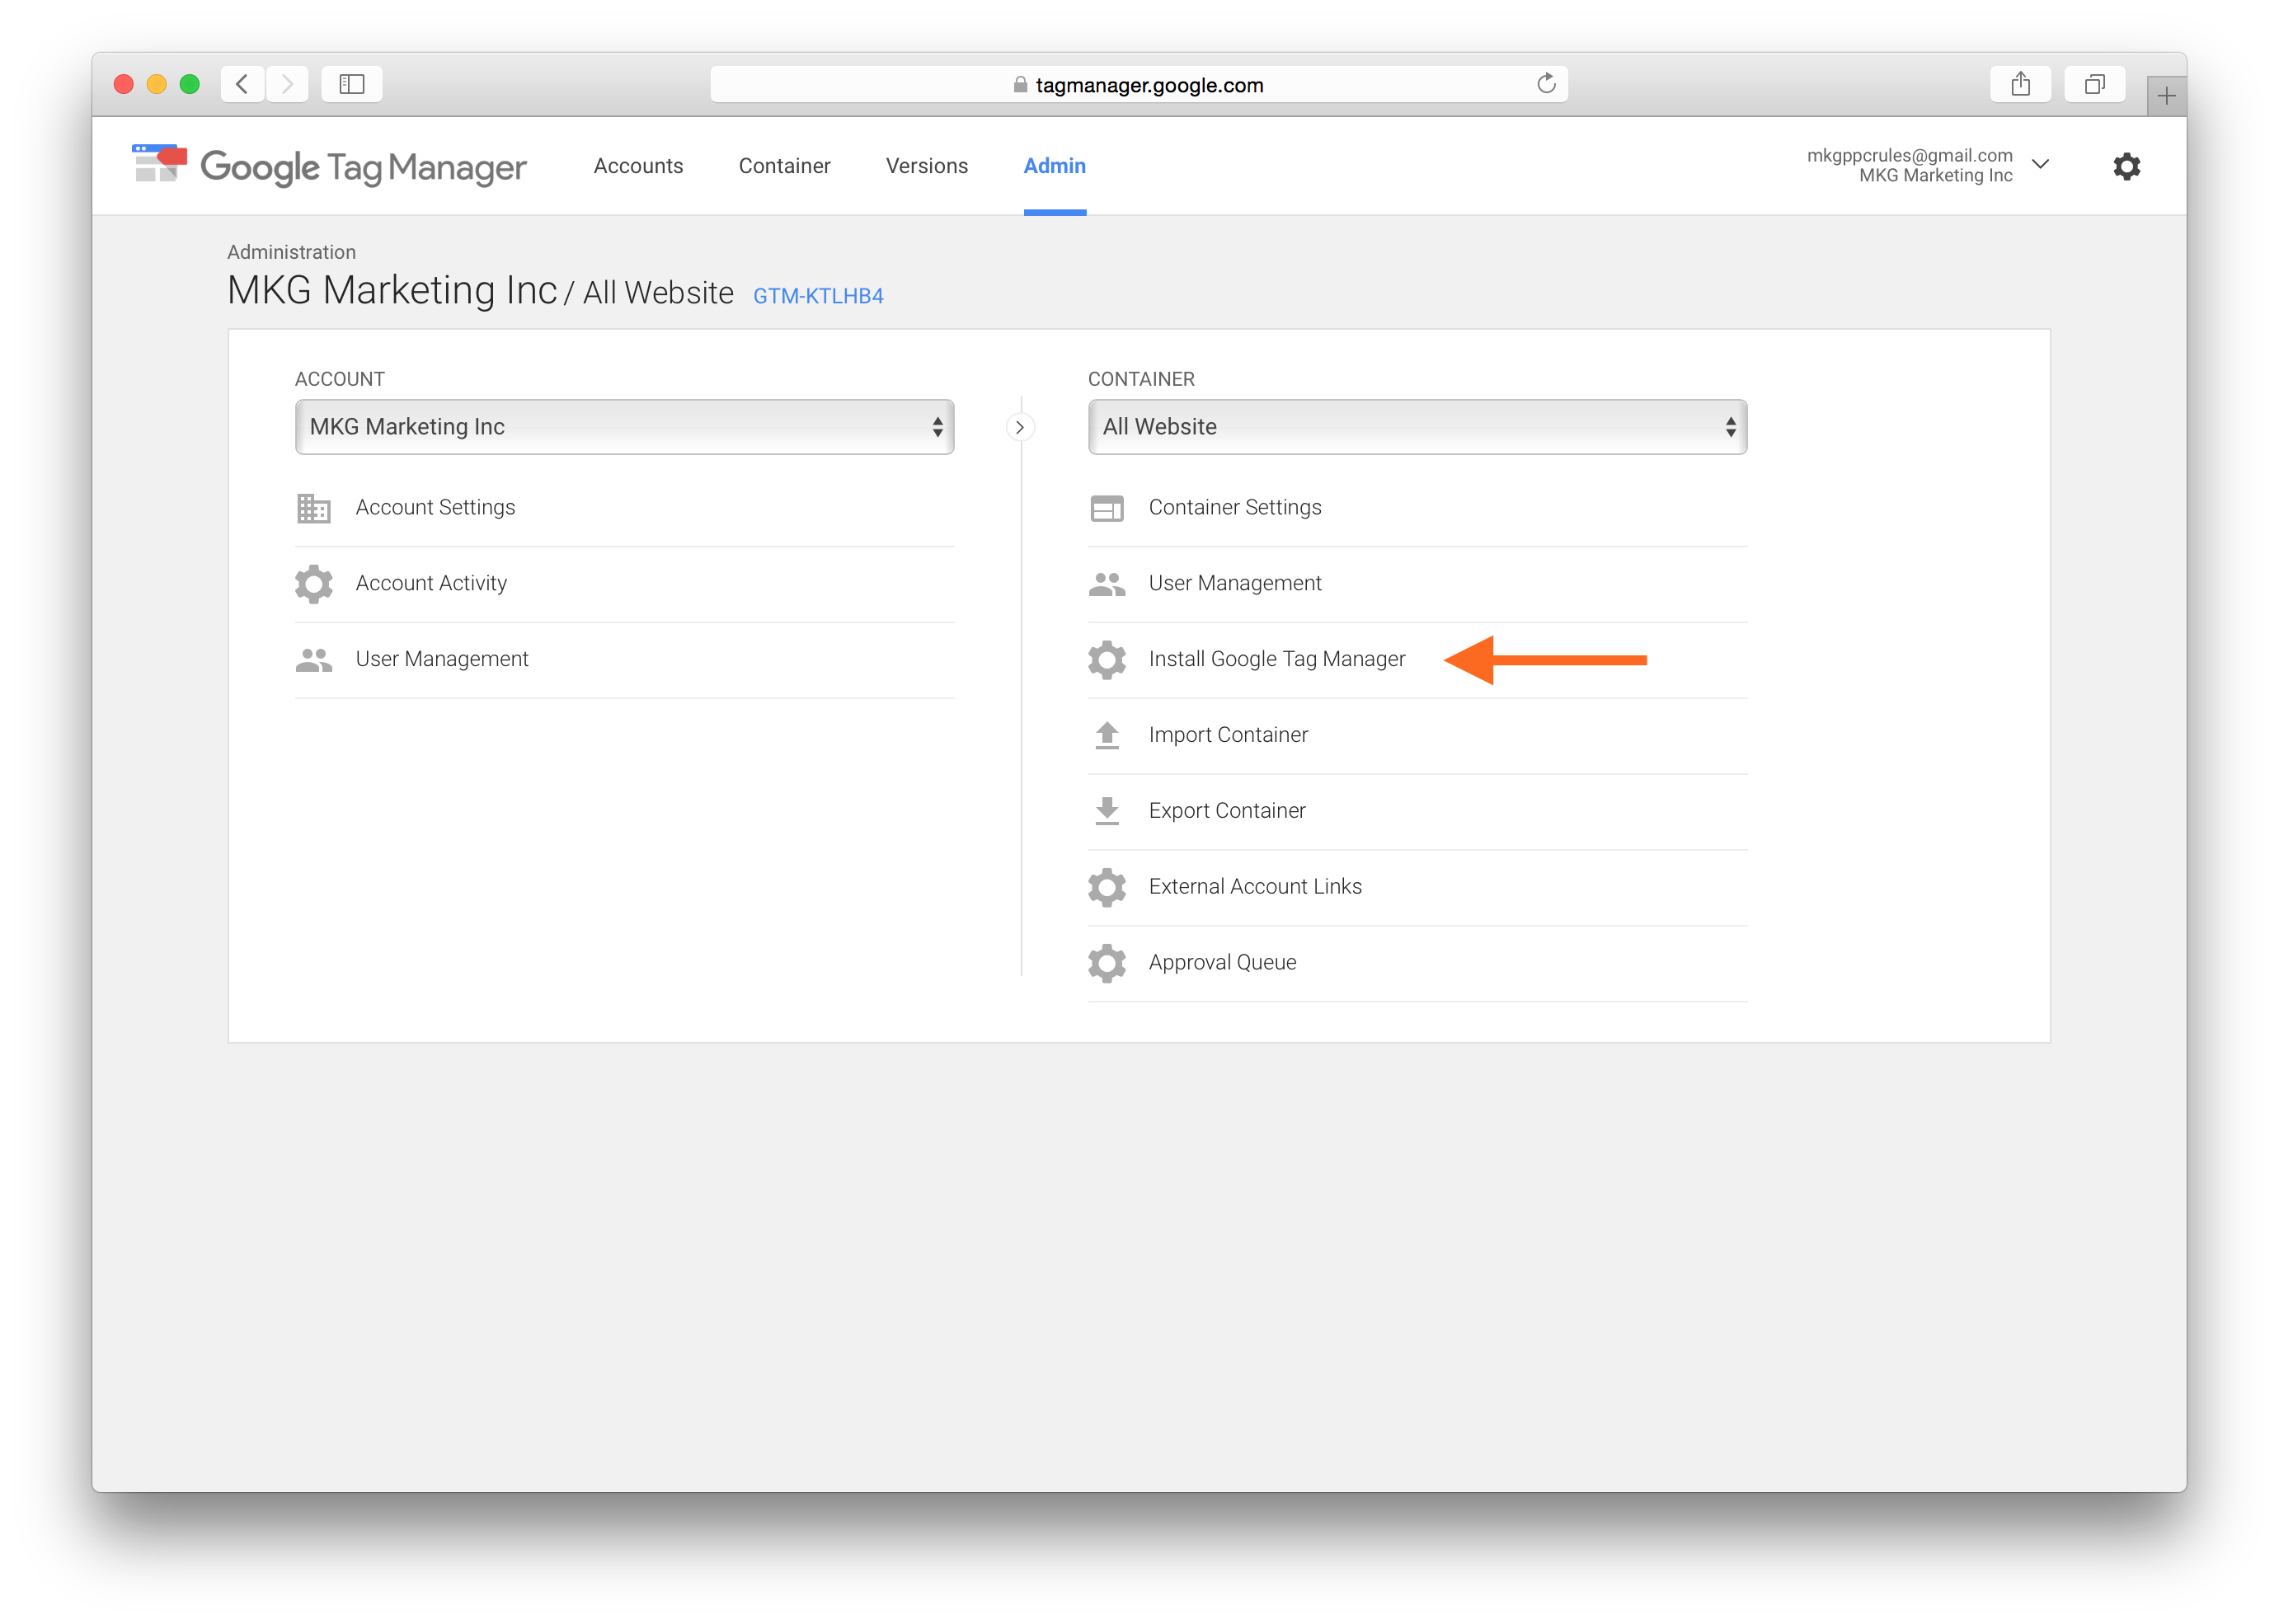 tagmanager.google.com
Google Tag Manager
Accounts
Container
Versions
Admin
mkgppcrules@gmail.com
MKG Marketing Inc
Administration
MKG Marketing Inc / All Website GTM-KTLHB4
ACCOUNT
MKG Marketing Inc
Account Settings
Account Activity
User Management
CONTAINER
All Website
Container Settings
User Management
Install Google Tag Manager
Import Container
Export Container
External Account Links
Approval Queue